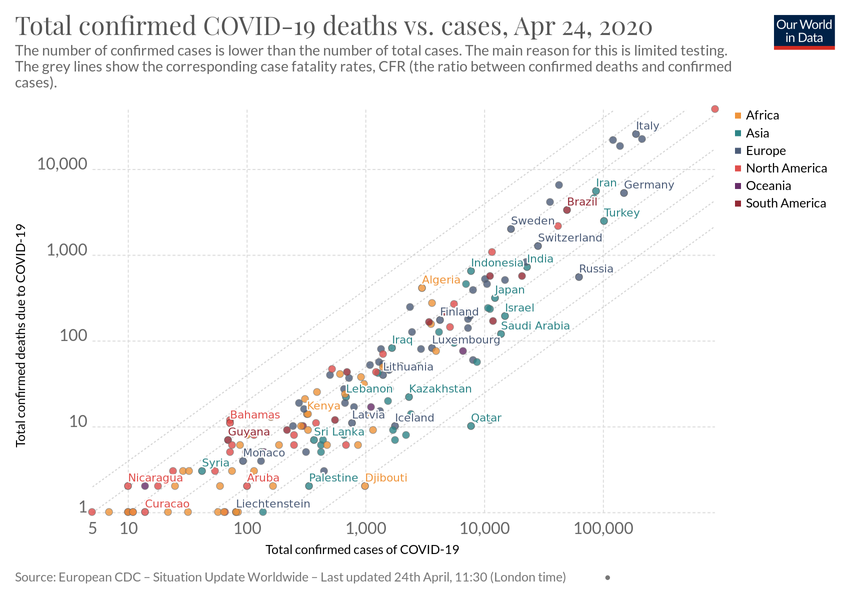 Total confirmed COVID-19 deaths vs. cases, Apr 24, 2020
Our World
in Data
The number of confirmed cases is lower than the number of total cases. The main reason for this is limited testing.
The grey lines show the corresponding case fatality rates, CFR (the ratio between confirmed deaths and confirmed
cases).
Africa
Asia
Europe
North America
Oceania
South America
Total confirmed deaths due to COVID-19
10,000
1,000
100
10
1
Italy
Iran
Germany
Brazil
Turkey
Sweden
Switzerland
Indonesia
India
Russia
Algeria
Japan
Finland
Israel
Saudi Arabia
Iraq
Luxembourg
Lithuania
Lebanon
Kazakhstan
Kenya
Bahamas
Latvia
Iceland
Qatar
Guyana
Sri Lanka
Monaco
Syria
Nicaragua
Aruba
Palestine
Djibouti
Curacao
Liechtenstein
5
10
100
1,000
10,000
100,000
Total confirmed cases of COVID-19
Source: European CDC – Situation Update Worldwide – Last updated 24th April, 11:30 (London time)